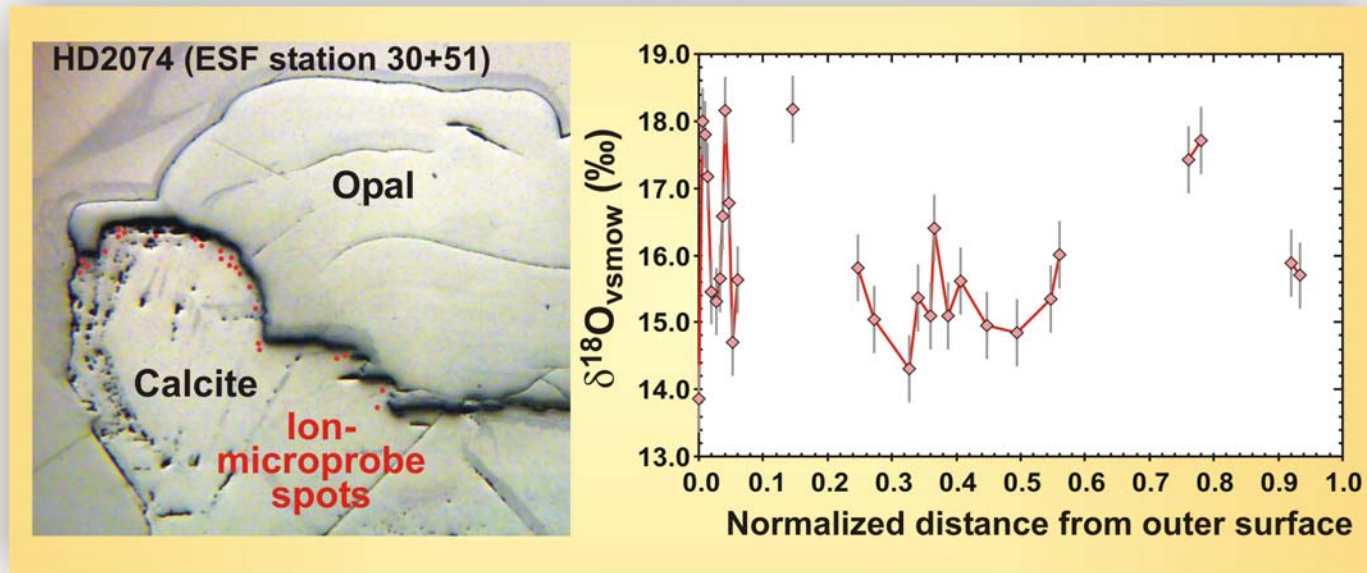 HD2074 (ESF station 30+51)
Opal
Calcite
Ion-
microprobe
spots
δ18Ovsmow (‰)
19.0
18.0
17.0
16.0
15.0
14.0
13.0
0.0 0.1 0.2 0.3 0.4 0.5 0.6 0.7 0.8 0.9 1.0
Normalized distance from outer surface